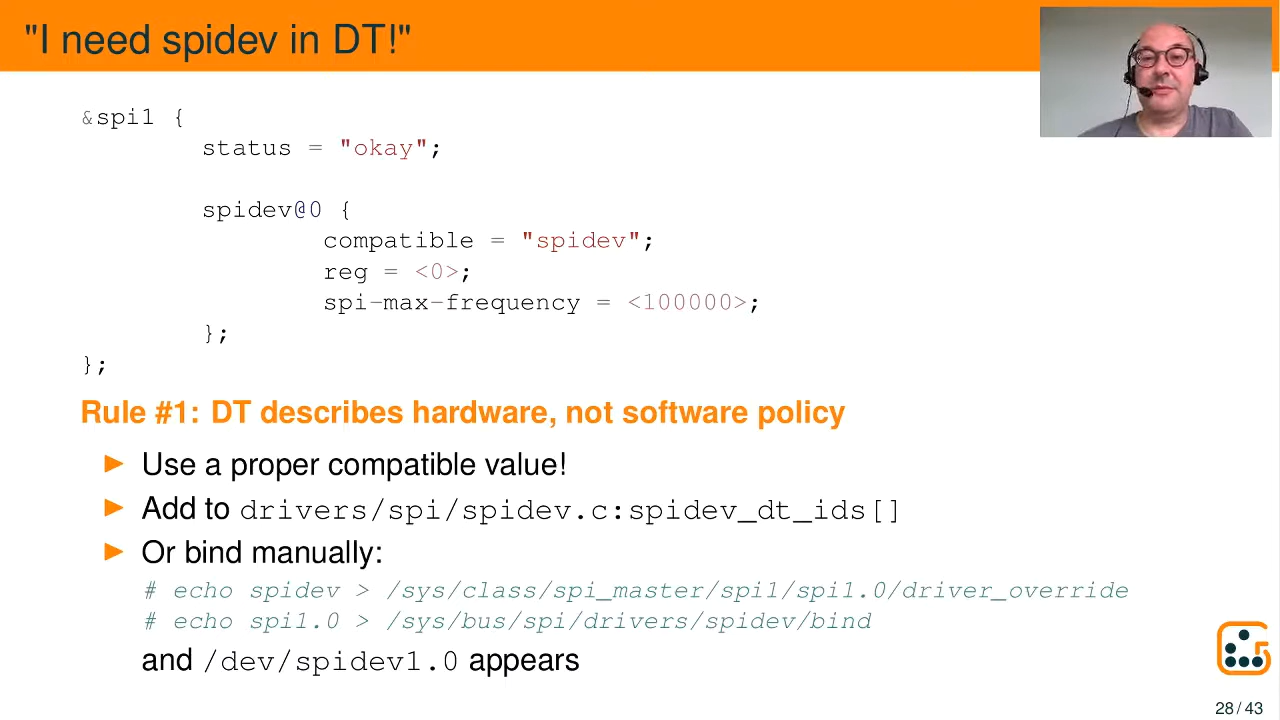 "I need spidev in DT!"
&spi1 {
status = "okay";
spidev@0 {
compatible = "spidev";
reg = <0>;
spi-max-frequency = <100000>;
};
};
Rule #1: DT describes hardware, not software policy
Use a proper compatible value!
Add to drivers/spi/spidev.c:spidev_dt_ids[]
Or bind manually:
# echo spidev > /sys/class/spi_master/spi1/spi1.0/driver_override
# echo spi1.0 > /sys/bus/spi/drivers/spidev/bind
and /dev/spidev1.0 appears
28/43